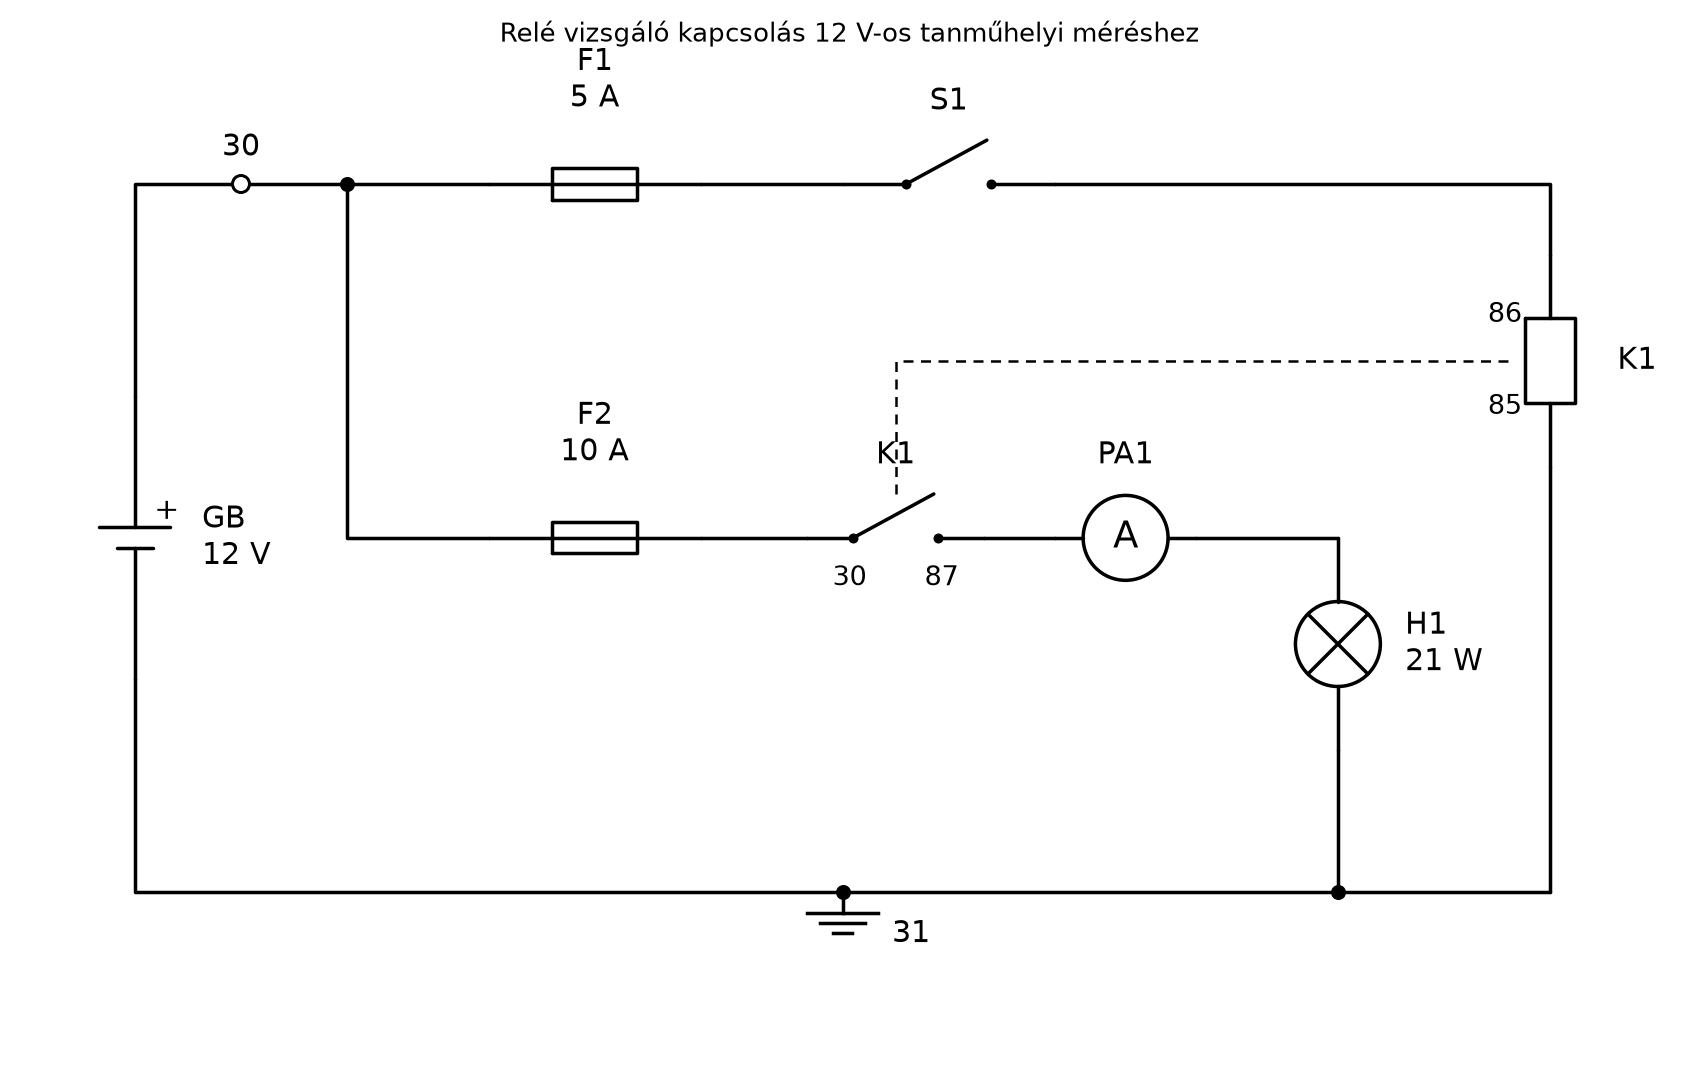 Relé vizsgáló kapcsolás 12 V-os tanműhelyi méréshez
F1
5 A
S1
30
86
K1
85
F2
10 A
K1
PA1
+
GB
12 V
A
30
87
H1
21 W
31